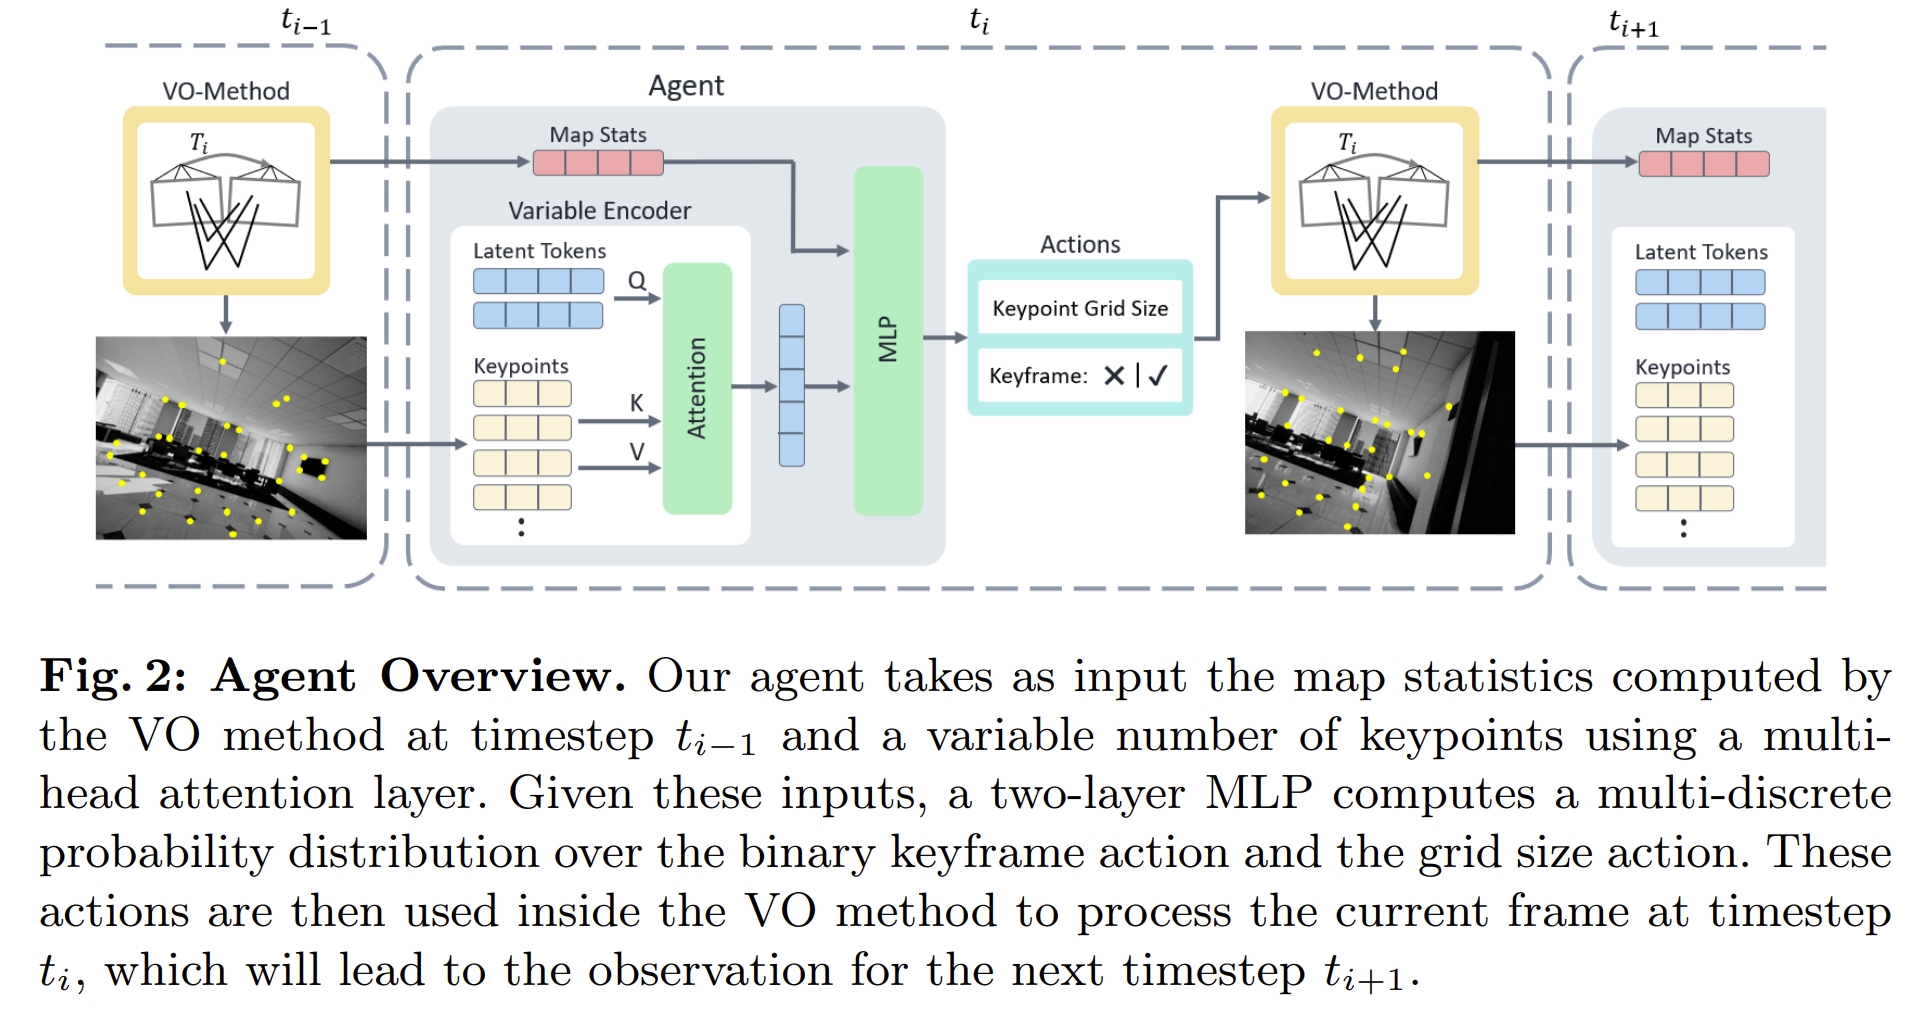 t_{i−1}
t_i
t_{i+1}
VO-Method
T_i
Agent
Map Stats
Variable Encoder
Latent Tokens
Q
Keypoints
K
V
Attention
MLP
Actions
Keypoint Grid Size
Keyframe: ✕ | ✓
VO-Method
T_i
Map Stats
Latent Tokens
Keypoints
Fig. 2: Agent Overview. Our agent takes as input the map statistics computed by
the VO method at timestep t_{i−1} and a variable number of keypoints using a multi-
head attention layer. Given these inputs, a two-layer MLP computes a multi-discrete
probability distribution over the binary keyframe action and the grid size action. These
actions are then used inside the VO method to process the current frame at timestep
t_i, which will lead to the observation for the next timestep t_{i+1}.